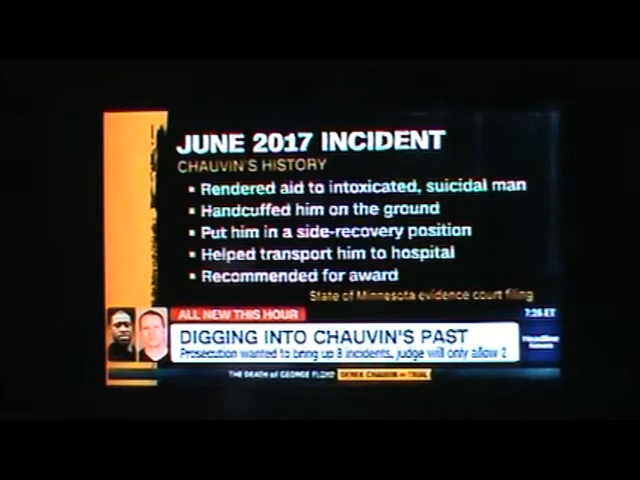 JUNE 2017 INCIDENT
CHAUVIN'S HISTORY
▪ Rendered aid to intoxicated, suicidal man
▪ Handcuffed him on the ground
▪ Put him in a side-recovery position
▪ Helped transport him to hospital
▪ Recommended for award
State of Minnesota evidence court filing
ALL NEW THIS HOUR
7:26 ET
DIGGING INTO CHAUVIN'S PAST
Prosecution wanted to bring up 8 incidents, judge will only allow 2
Headline
News
THE DEATH of GEORGE FLOYD DEREK CHAUVIN on TRIAL